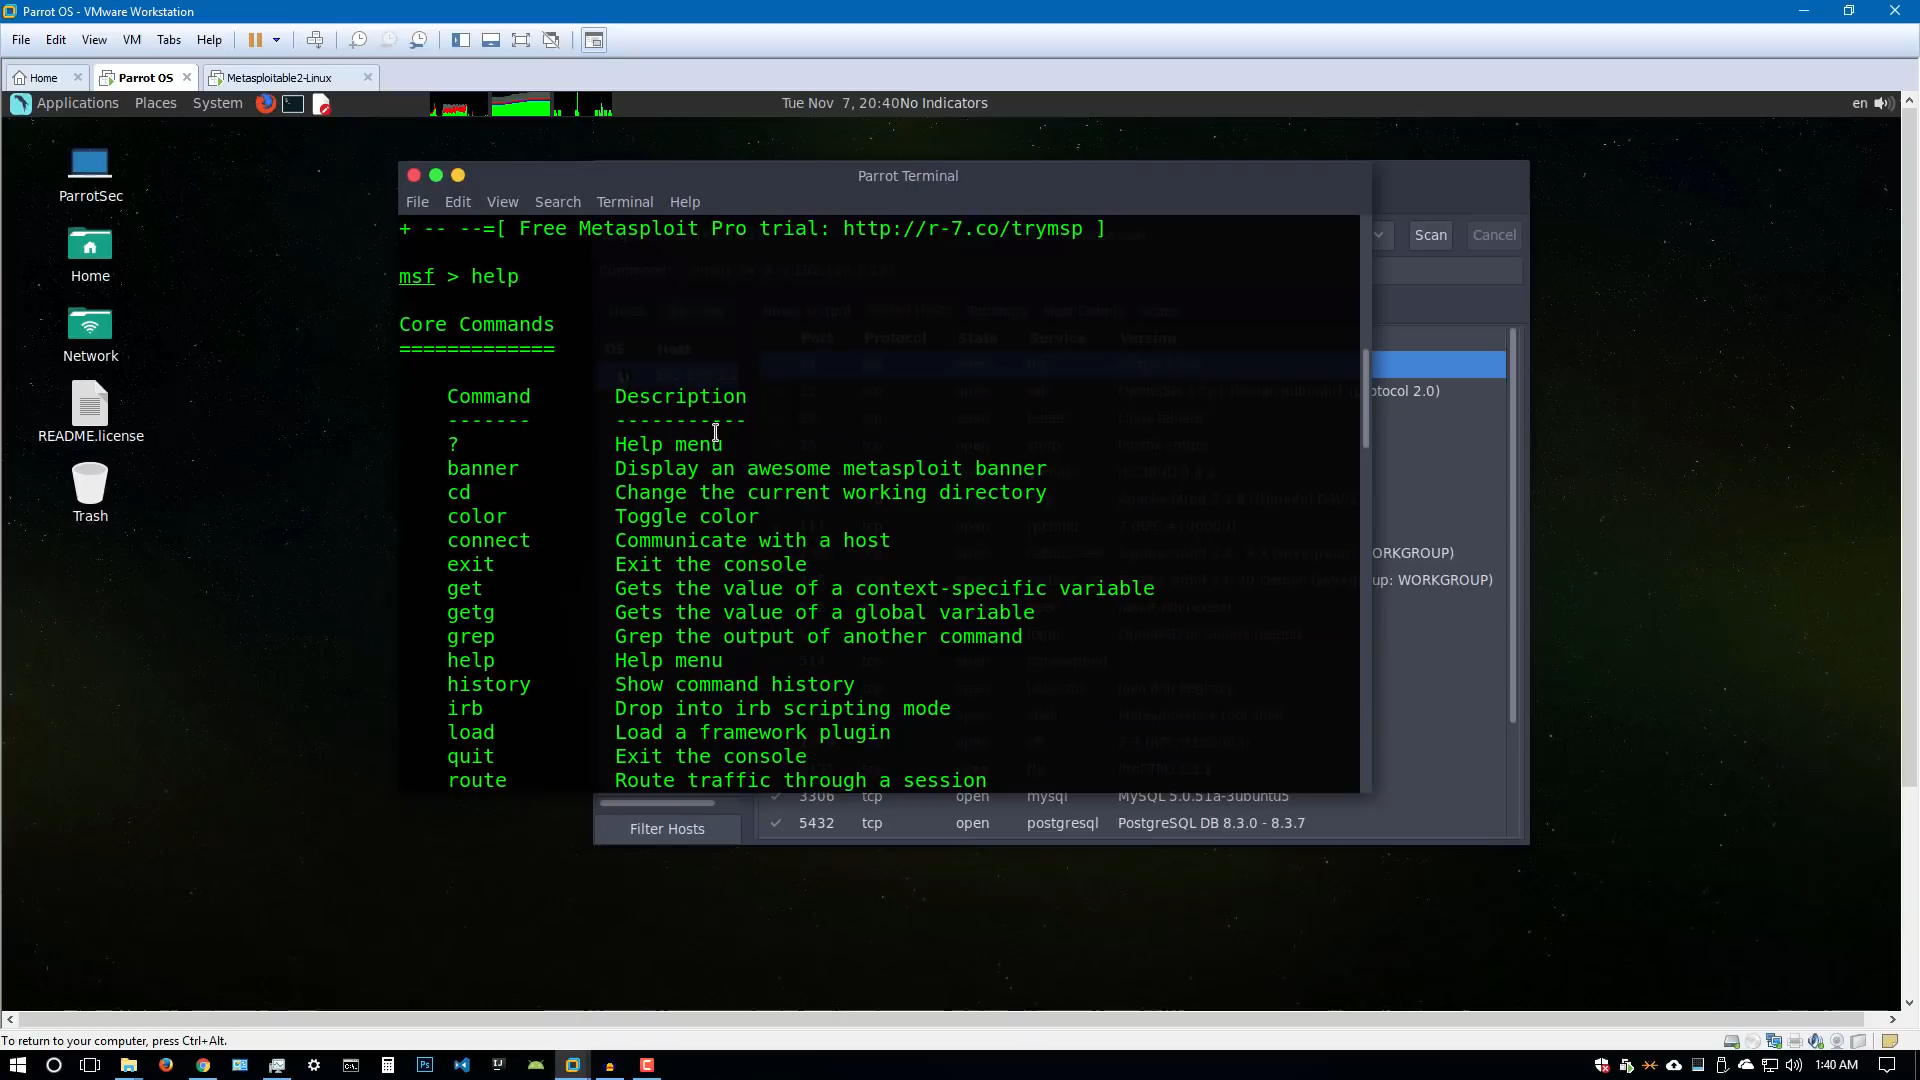 Parrot OS - VMware Workstation
File Edit View VM Tabs Help
Home Parrot OS Metasploitable2-Linux
Applications Places System Tue Nov 7, 20:40No Indicators en
ParrotSec
Home
Network
README.license
Trash
Parrot Terminal
File Edit View Search Terminal Help
+ -- --=[ Free Metasploit Pro trial: http://r-7.co/trymsp ]
msf > help
Core Commands
=============
Command Description
------- -----------
? Help menu
banner Display an awesome metasploit banner
cd Change the current working directory
color Toggle color
connect Communicate with a host
exit Exit the console
get Gets the value of a context-specific variable
getg Gets the value of a global variable
grep Grep the output of another command
help Help menu
history Show command history
irb Drop into irb scripting mode
load Load a framework plugin
quit Exit the console
route Route traffic through a session
Scan Cancel
OS Host
Port Protocol State Service Version
otocol 2.0)
ORKGROUP)
up: WORKGROUP)
3306 tcp open mysql MySQL 5.0.51a-3ubuntu5
5432 tcp open postgresql PostgreSQL DB 8.3.0 - 8.3.7
Filter Hosts
To return to your computer, press Ctrl+Alt.
1:40 AM